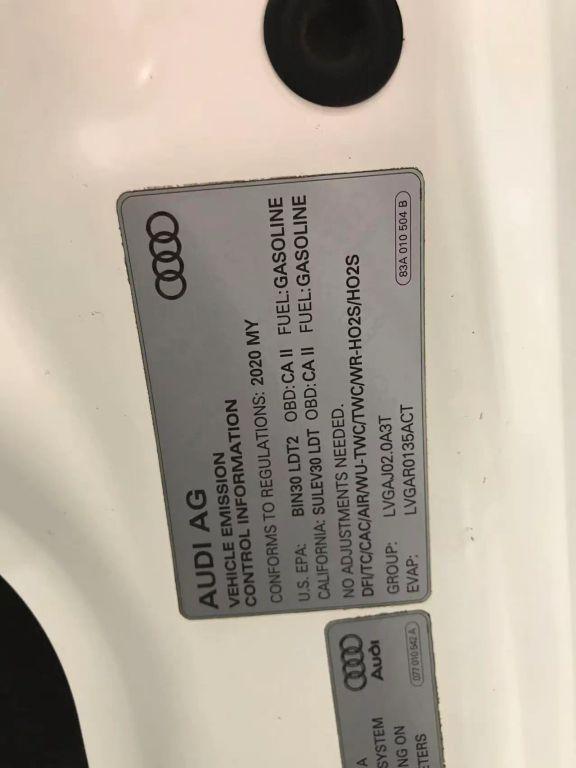 AUDI AG
VEHICLE EMISSION
CONTROL INFORMATION
CONFORMS TO REGULATIONS: 2020 MY
U.S. EPA: BIN30 LDT2 OBD: CA II FUEL: GASOLINE
CALIFORNIA: SULEV30 LDT OBD: CA II FUEL: GASOLINE
NO ADJUSTMENTS NEEDED.
DFI/TC/CAC/AIR/WU-TWC/TWC/WR-HO2S/HO2S
GROUP: LVGAJ02.0A3T
EVAP: LVGAR0135ACT
83A 010 504 B
Audi
077 010 542 A
A
SYSTEM
NG ON
ETERS